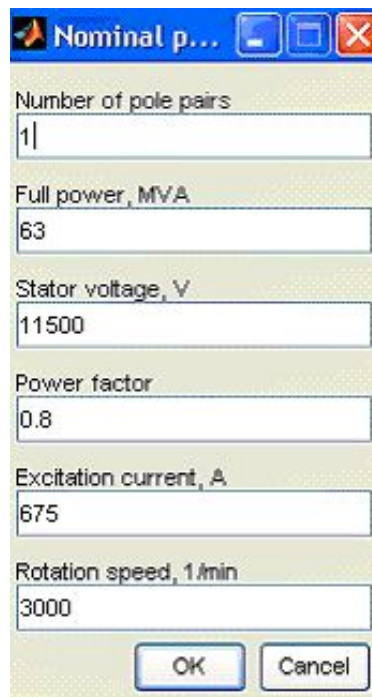 Nominal p...
Number of pole pairs
1
Full power, MVA
63
Stator voltage, V
11500
Power factor
0.8
Excitation current, A
675
Rotation speed, 1/min
3000
OK Cancel